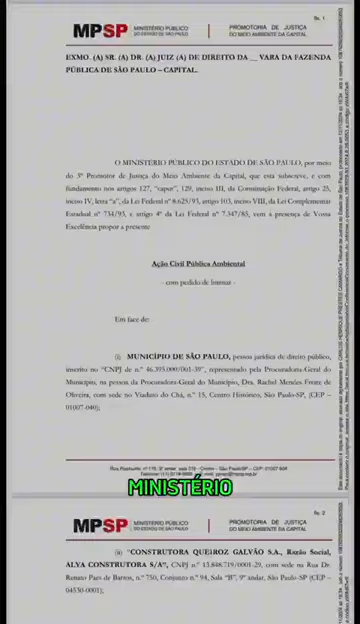 fls. 1
MPSP
MINISTÉRIO PÚBLICO
DO ESTADO DE SÃO PAULO
PROMOTORIA DE JUSTIÇA
DO MEIO AMBIENTE DA CAPITAL
EXMO. (A) SR. (A) DR. (A) JUIZ (A) DE DIREITO DA __ VARA DA FAZENDA
PÚBLICA DE SÃO PAULO – CAPITAL.
O MINISTÉRIO PÚBLICO DO ESTADO DE SÃO PAULO, por meio
do 3º Promotor de Justiça do Meio Ambiente da Capital, que esta subscreve, e com
fundamento nos artigos 127, "caput", 129, inciso III, da Constituição Federal, artigo 25,
inciso IV, letra "a", da Lei Federal nº 8.625/93, artigo 103, inciso VIII, da Lei Complementar
Estadual nº 734/93, e artigo 4º da Lei Federal nº 7.347/85, vem à presença de Vossa
Excelência propor a presente
Ação Civil Pública Ambiental
- com pedido de liminar -
Em face de:
(i) MUNICÍPIO DE SÃO PAULO, pessoa jurídica de direito público,
inscrito no "CNPJ de n.º 46.395.000/001-39", representado pela Procuradora-Geral do
Município, na pessoa da Procuradora-Geral do Município, Dra. Rachel Mendes Freire de
Oliveira, com sede no Viaduto do Chá, n.º 15, Centro Histórico, São Paulo-SP, (CEP –
01007-040);
MINISTÉRIO
fls. 2
MPSP
MINISTÉRIO PÚBLICO
DO ESTADO DE SÃO PAULO
PROMOTORIA DE JUSTIÇA
DO MEIO AMBIENTE DA CAPITAL
(ii) "CONSTRUTORA QUEIROZ GALVÃO S.A., Razão Social,
ALYA CONSTRUTORA S/A", CNPJ n.º 13.848.719/0001-29, com sede na Rua Dr.
Renato Paes de Barros, n.º 750, Conjunto n.º 94, Sala "B", 9º andar, São Paulo-SP (CEP –
04530-0001);